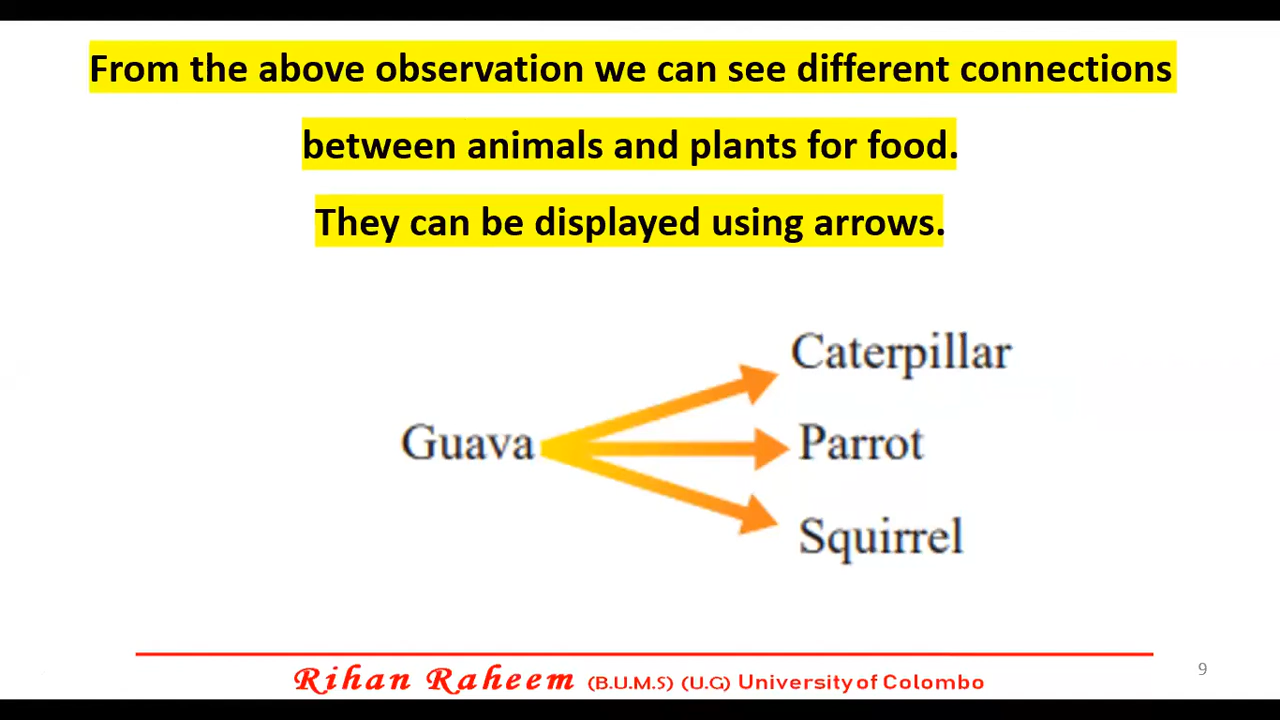 From the above observation we can see different connections
between animals and plants for food.
They can be displayed using arrows.
Caterpillar
Guava
Parrot
Squirrel
Rihan Raheem (B.U.M.S) (U.G) University of Colombo
9